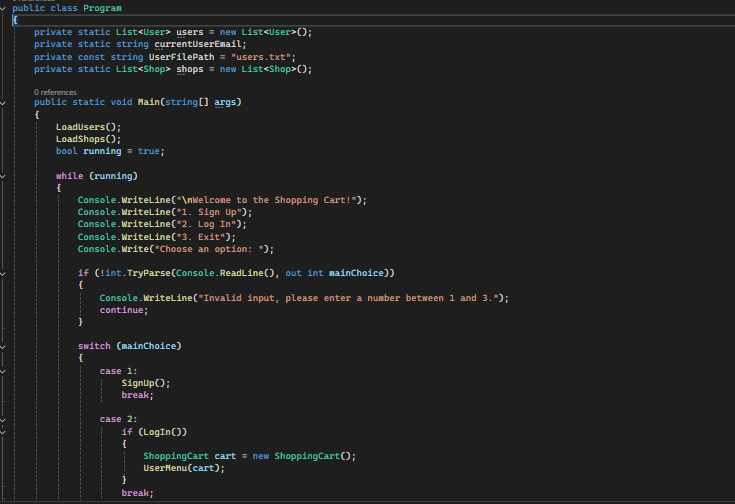 public class Program
{
private static List<User> users = new List<User>();
private static string currentUserEmail;
private const string UserFilePath = "users.txt";
private static List<Shop> shops = new List<Shop>();
0 references
public static void Main(string[] args)
{
LoadUsers();
LoadShops();
bool running = true;
while (running)
{
Console.WriteLine("\nWelcome to the Shopping Cart!");
Console.WriteLine("1. Sign Up");
Console.WriteLine("2. Log In");
Console.WriteLine("3. Exit");
Console.Write("Choose an option: ");
if (!int.TryParse(Console.ReadLine(), out int mainChoice))
{
Console.WriteLine("Invalid input, please enter a number between 1 and 3.");
continue;
}
switch (mainChoice)
{
case 1:
SignUp();
break;
case 2:
if (LogIn())
{
ShoppingCart cart = new ShoppingCart();
UserMenu(cart);
}
break;